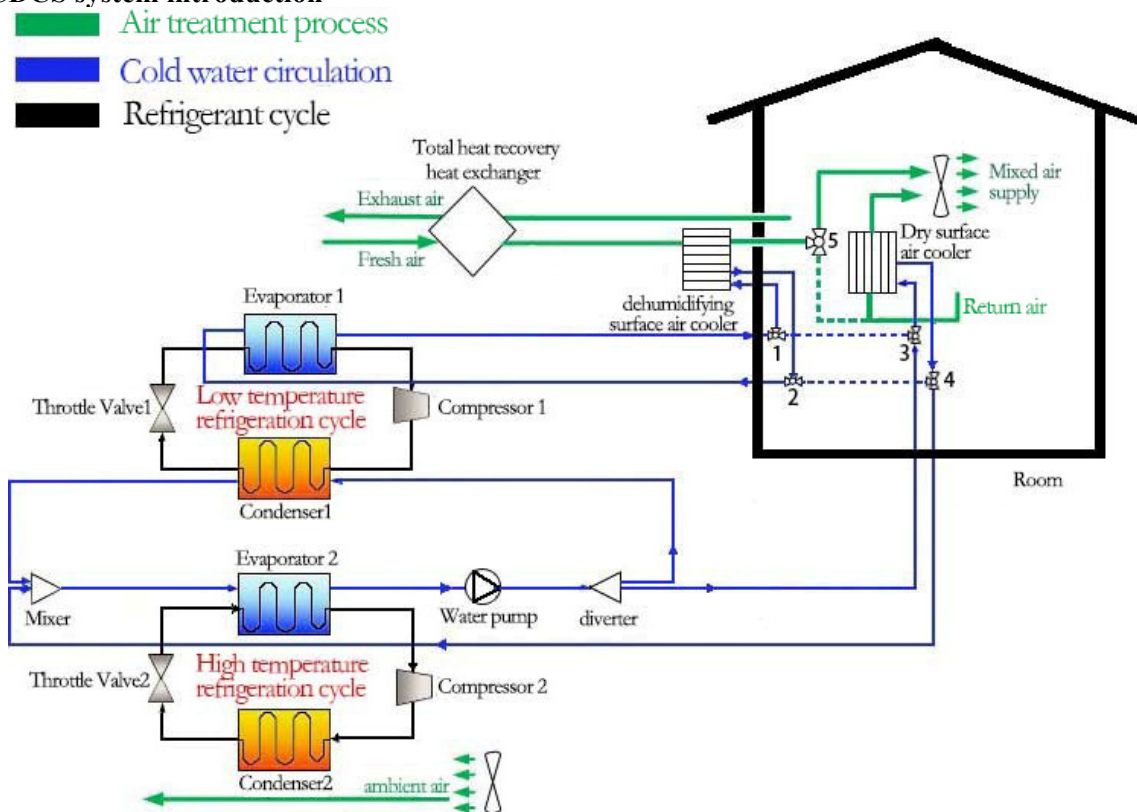 CDCS system introduction
Air treatment process
Cold water circulation
Refrigerant cycle
Total heat recovery
heat exchanger
Exhaust air
Fresh air
5
Mixed air
supply
Dry surface
air cooler
dehumidifying
surface air cooler
Return air
1
3
2
4
Room
Evaporator 1
Throttle Valve1
Low temperature
refrigeration cycle
Compressor 1
Condenser1
Evaporator 2
Mixer
Water pump
diverter
Throttle Valve2
High temperature
refrigeration cycle
Compressor 2
Condenser2
ambient air